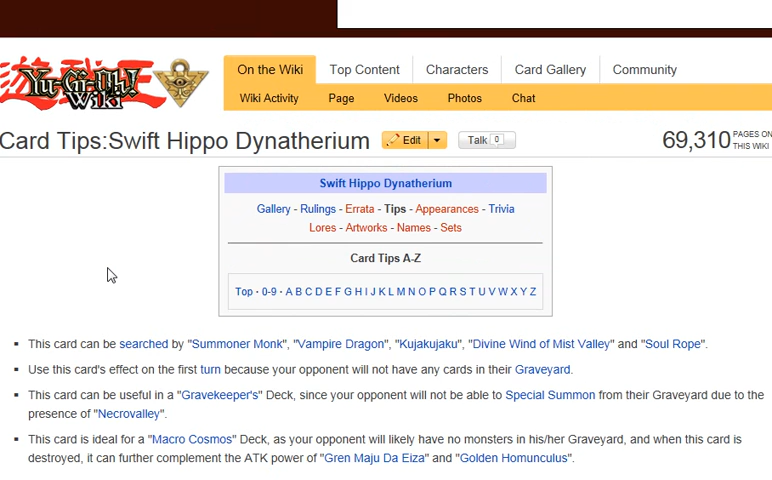 遊☆戯☆王
Yu-Gi-Oh!
Wiki
On the Wiki Top Content Characters Card Gallery Community
Wiki Activity Page Videos Photos Chat
Card Tips:Swift Hippo Dynatherium Edit Talk 0 69,310 PAGES ON THIS WIKI
Swift Hippo Dynatherium
Gallery - Rulings - Errata - Tips - Appearances - Trivia
Lores - Artworks - Names - Sets
Card Tips A-Z
Top · 0-9 · A B C D E F G H I J K L M N O P Q R S T U V W X Y Z
This card can be searched by "Summoner Monk", "Vampire Dragon", "Kujakujaku", "Divine Wind of Mist Valley" and "Soul Rope".
Use this card's effect on the first turn because your opponent will not have any cards in their Graveyard.
This card can be useful in a "Gravekeeper's" Deck, since your opponent will not be able to Special Summon from their Graveyard due to the
presence of "Necrovalley".
This card is ideal for a "Macro Cosmos" Deck, as your opponent will likely have no monsters in his/her Graveyard, and when this card is
destroyed, it can further complement the ATK power of "Gren Maju Da Eiza" and "Golden Homunculus".